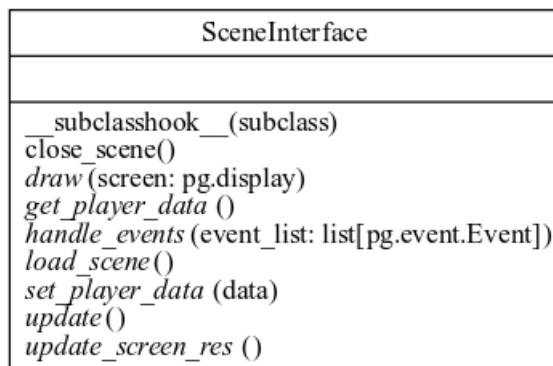 SceneInterface
__subclasshook__(subclass)
close_scene()
draw(screen: pg.display)
get_player_data ()
handle_events(event_list: list[pg.event.Event])
load_scene()
set_player_data (data)
update()
update_screen_res ()